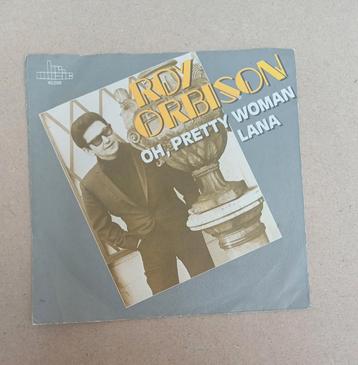 ROY
ORBISON
OH, PRETTY WOMAN
LANA